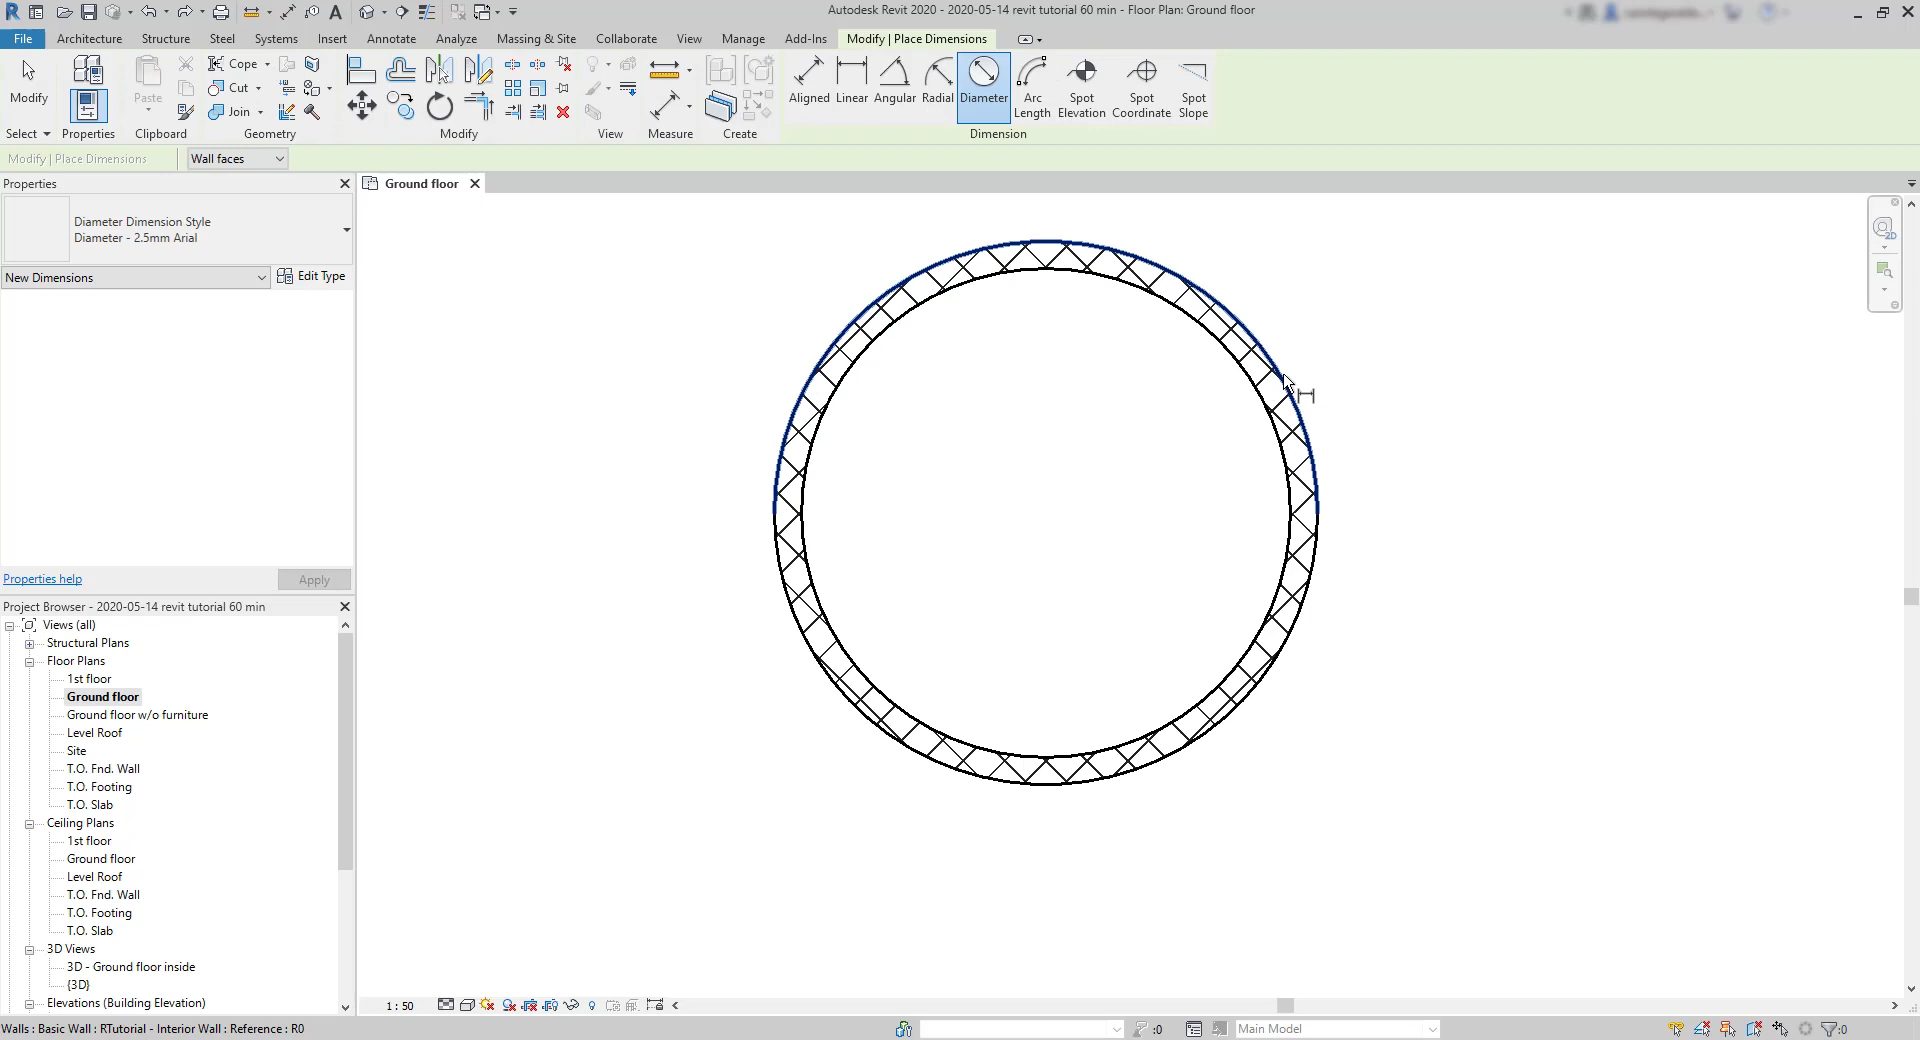 Autodesk Revit 2020 - 2020-05-14 revit tutorial 60 min - Floor Plan: Ground floor
File Architecture Structure Steel Systems Insert Annotate Analyze Massing & Site Collaborate View Manage Add-Ins Modify | Place Dimensions
Modify
Paste
Cope
Cut
Join
Aligned Linear Angular Radial Diameter Arc Length Spot Elevation Spot Coordinate Spot Slope
Select Properties Clipboard Geometry Modify View Measure Create Dimension
Modify | Place Dimensions Wall faces
Properties
Ground floor
Diameter Dimension Style
Diameter - 2.5mm Arial
New Dimensions Edit Type
2D
Properties help Apply
Project Browser - 2020-05-14 revit tutorial 60 min
Views (all)
Structural Plans
Floor Plans
1st floor
Ground floor
Ground floor w/o furniture
Level Roof
Site
T.O. Fnd. Wall
T.O. Footing
T.O. Slab
Ceiling Plans
1st floor
Ground floor
Level Roof
T.O. Fnd. Wall
T.O. Footing
T.O. Slab
3D Views
3D - Ground floor inside
{3D}
Elevations (Building Elevation)
1 : 50
Walls : Basic Wall : RTutorial - Interior Wall : Reference : R0
:0
Main Model
:0